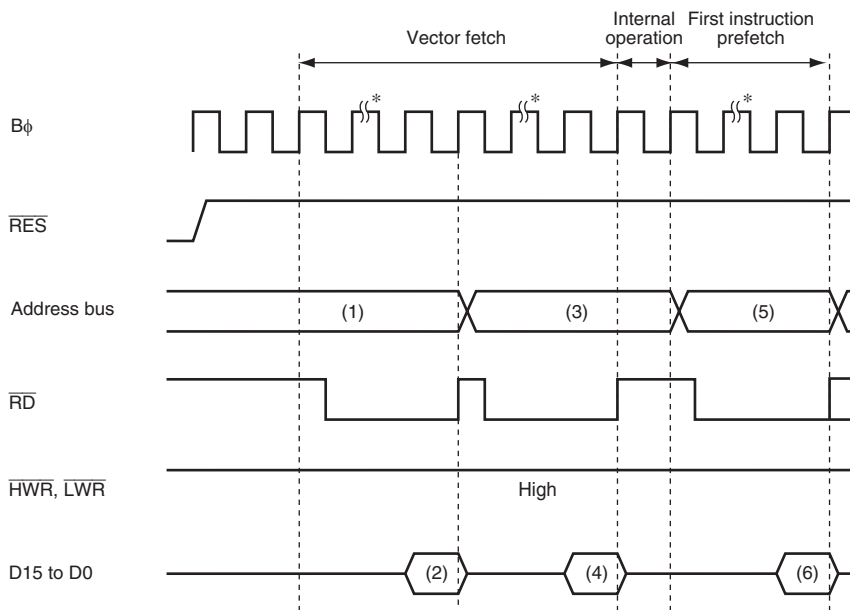 Vector fetch
Internal
operation
First instruction
prefetch
*
*
*
Bϕ
RES
Address bus
(1)
(3)
(5)
RD
HWR, LWR
High
D15 to D0
(2)
(4)
(6)